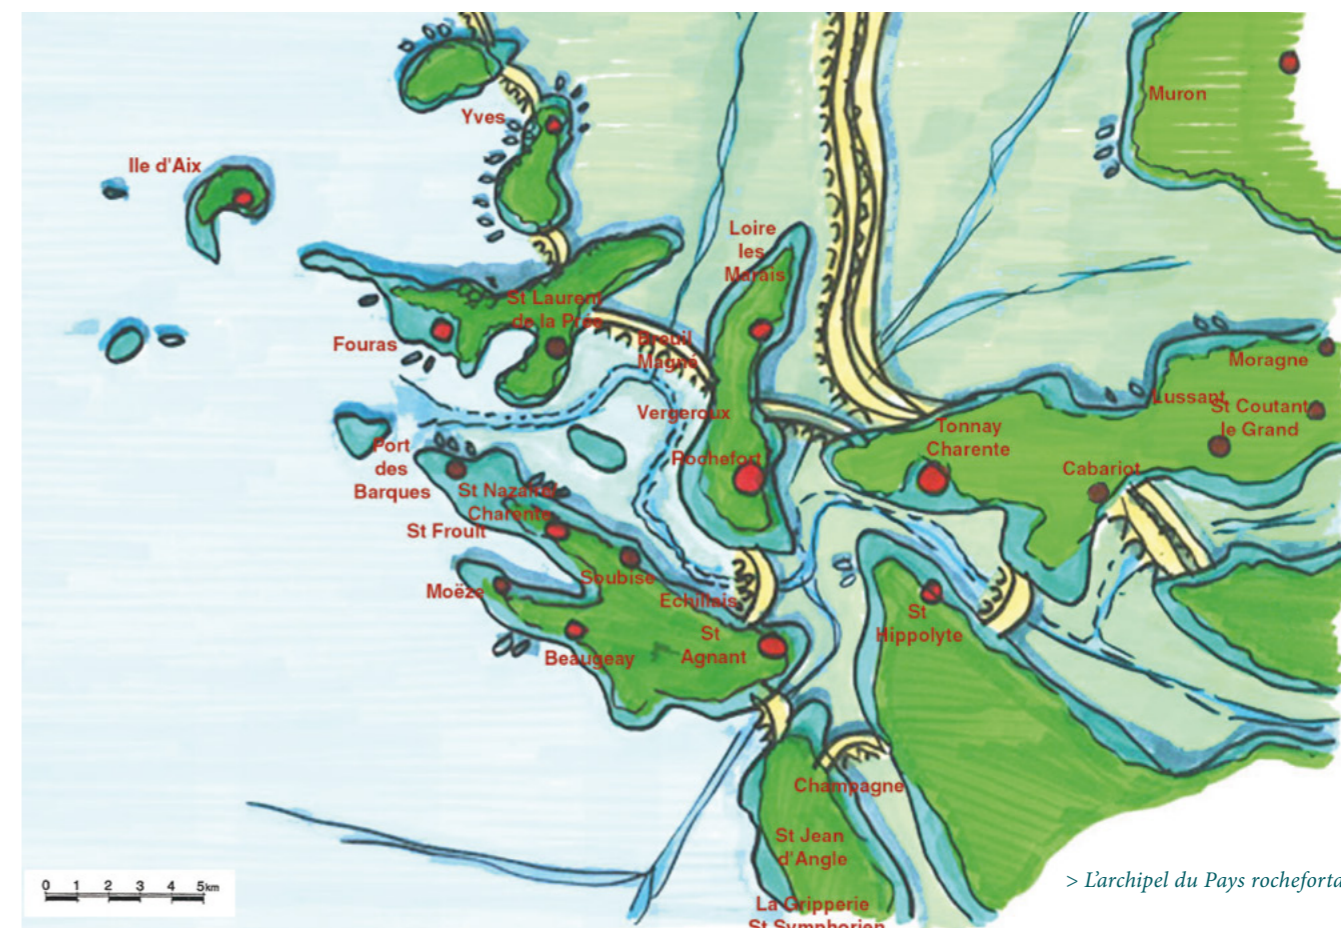 Yves
Muron
Ile d'Aix
Loire
les
Marais
St Laurent
de la Prée
Fouras
Breuil
Magné
Moragne
Lussant
St Coutant
le Grand
Vergeroux
Tonnay
Charente
Port
des
Barques
Rochefort
Cabariot
St Nazaire
Charente
St Froult
Soubise
Moëze
Echillais
St
Hippolyte
St
Agnant
Beaugeay
Champagne
St Jean
d'Angle
La Gripperie
St Symphorien
0 1 2 3 4 5km
> L'archipel du Pays rocheforta